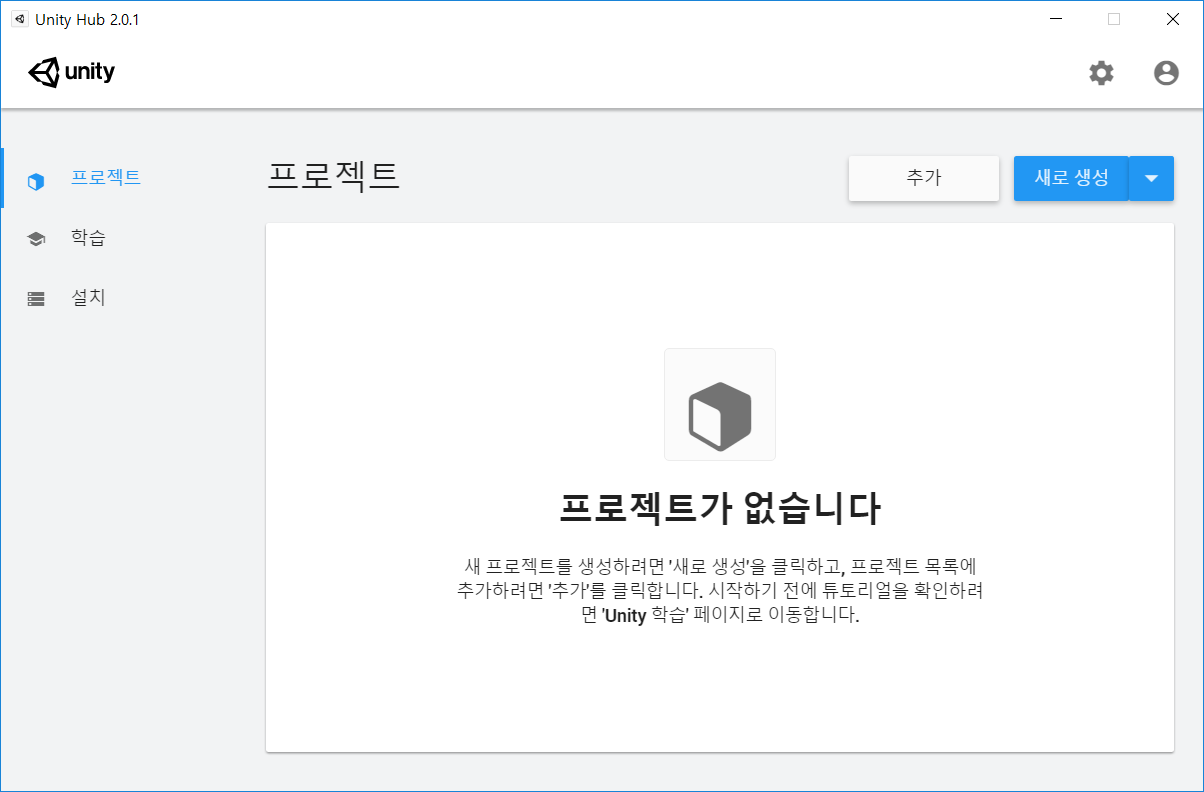 Unity Hub 2.0.1
unity
프로젝트
학습
설치
프로젝트
추가
새로 생성
프로젝트가 없습니다
새 프로젝트를 생성하려면 '새로 생성'을 클릭하고, 프로젝트 목록에
추가하려면 '추가'를 클릭합니다. 시작하기 전에 튜토리얼을 확인하려
면 'Unity 학습' 페이지로 이동합니다.